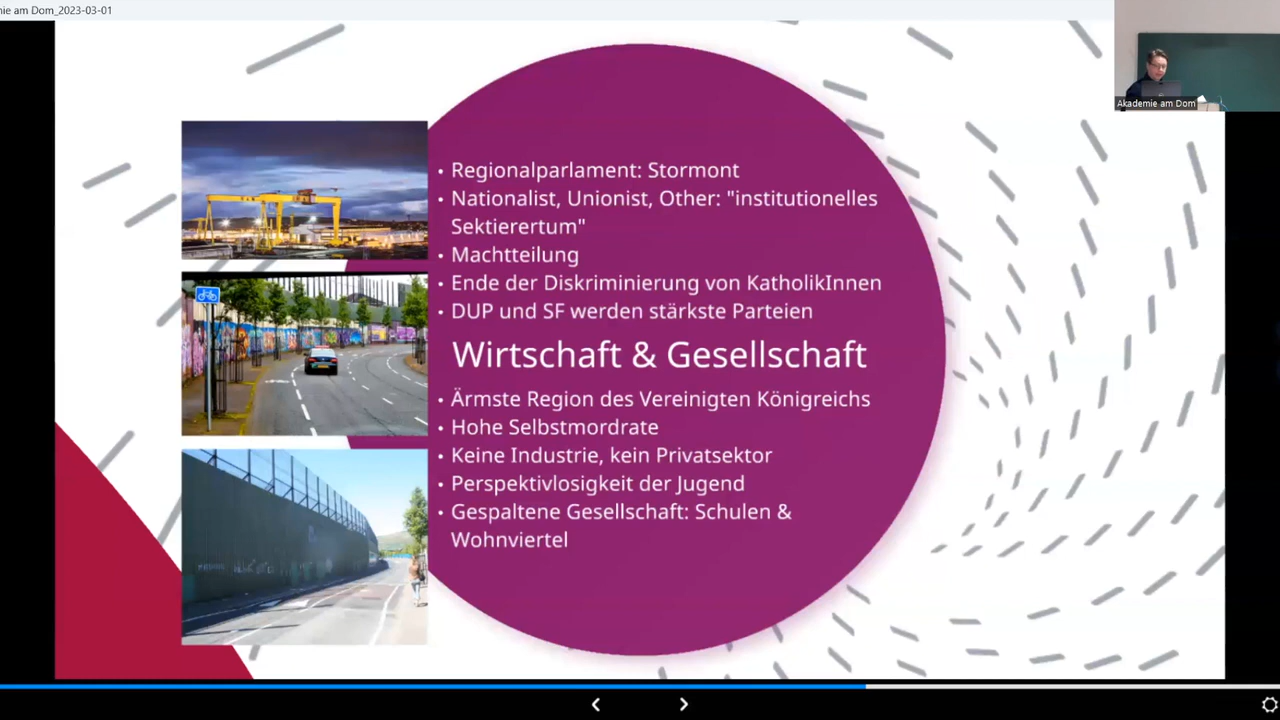 ie am Dom_2023-03-01
Akademie am Dom
• Regionalparlament: Stormont
• Nationalist, Unionist, Other: "institutionelles
Sektierertum"
• Machtteilung
• Ende der Diskriminierung von KatholikInnen
• DUP und SF werden stärkste Parteien
Wirtschaft & Gesellschaft
• Ärmste Region des Vereinigten Königreichs
• Hohe Selbstmordrate
• Keine Industrie, kein Privatsektor
• Perspektivlosigkeit der Jugend
• Gespaltene Gesellschaft: Schulen &
Wohnviertel